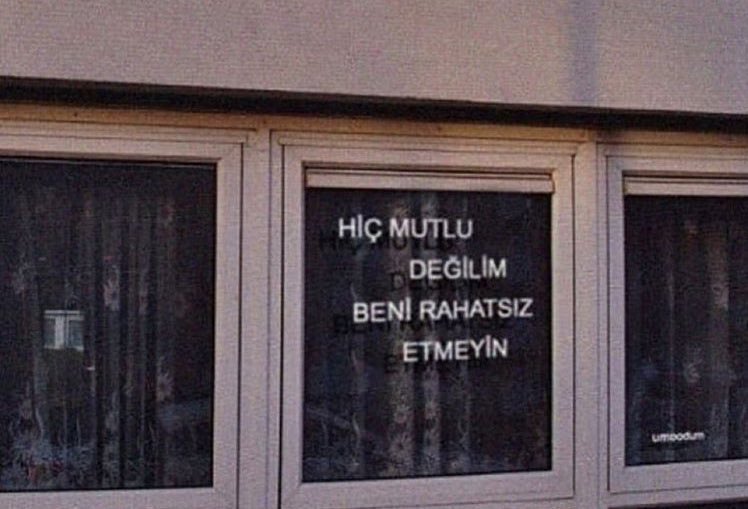 HİÇ MUTLU
DEĞİLİM
BENİ RAHATSIZ
ETMEYİN
umoodum